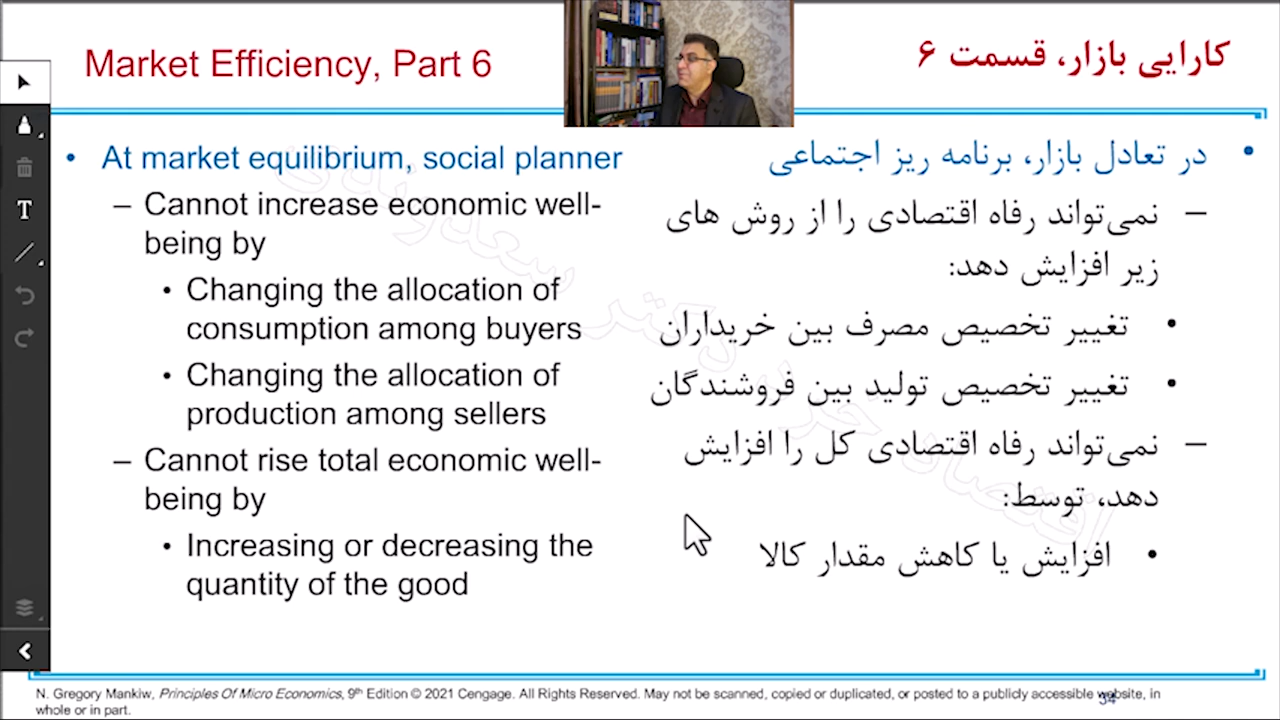 Market Efficiency, Part 6
کارایی بازار، قسمت ۶
• At market equilibrium, social planner
– Cannot increase economic well-
being by
• Changing the allocation of
consumption among buyers
• Changing the allocation of
production among sellers
– Cannot rise total economic well-
being by
• Increasing or decreasing the
quantity of the good
• در تعادل بازار، برنامه ریز اجتماعی
– نمی‌تواند رفاه اقتصادی را از روش های
زیر افزایش دهد:
• تغییر تخصیص مصرف بین خریداران
• تغییر تخصیص تولید بین فروشندگان
– نمی‌تواند رفاه اقتصادی کل را افزایش
دهد، توسط:
• افزایش یا کاهش مقدار کالا
اقتصاد خرد دکتر سعدوندی
N. Gregory Mankiw, Principles Of Micro Economics, 9th Edition © 2021 Cengage. All Rights Reserved. May not be scanned, copied or duplicated, or posted to a publicly accessible website, in
whole or in part.
34